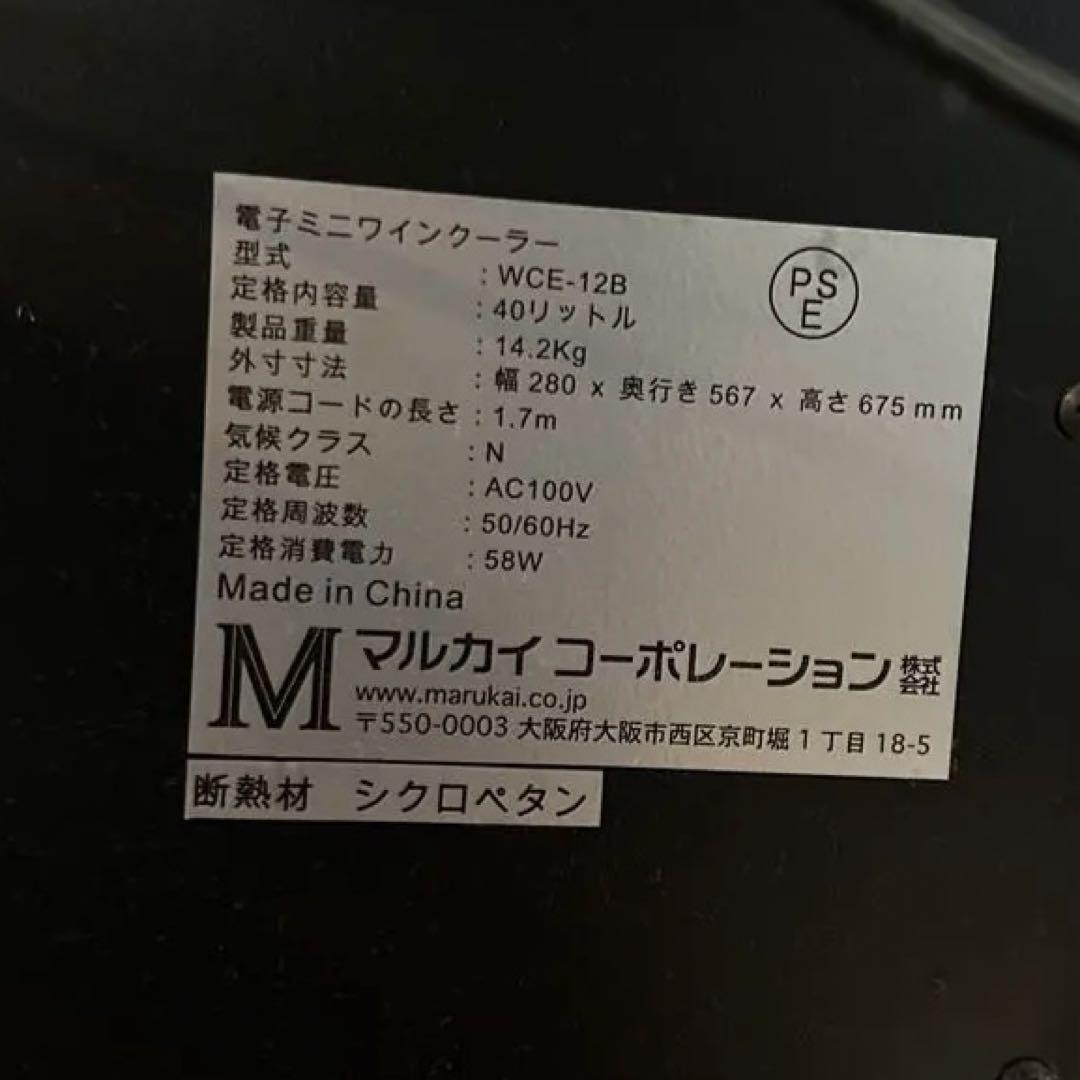 電子ミニワインクーラー
型式 : WCE-12B
定格内容量 : 40リットル
製品重量 : 14.2Kg
外寸寸法 : 幅 280 x 奥行き 567 x 高さ 675 mm
電源コードの長さ : 1.7m
気候クラス : N
定格電圧 : AC100V
定格周波数 : 50/60Hz
定格消費電力 : 58W
Made in China
PSE
M マルカイ コーポレーション 株式会社
www.marukai.co.jp
〒550-0003 大阪府大阪市西区京町堀 1 丁目 18-5
断熱材 シクロペタン